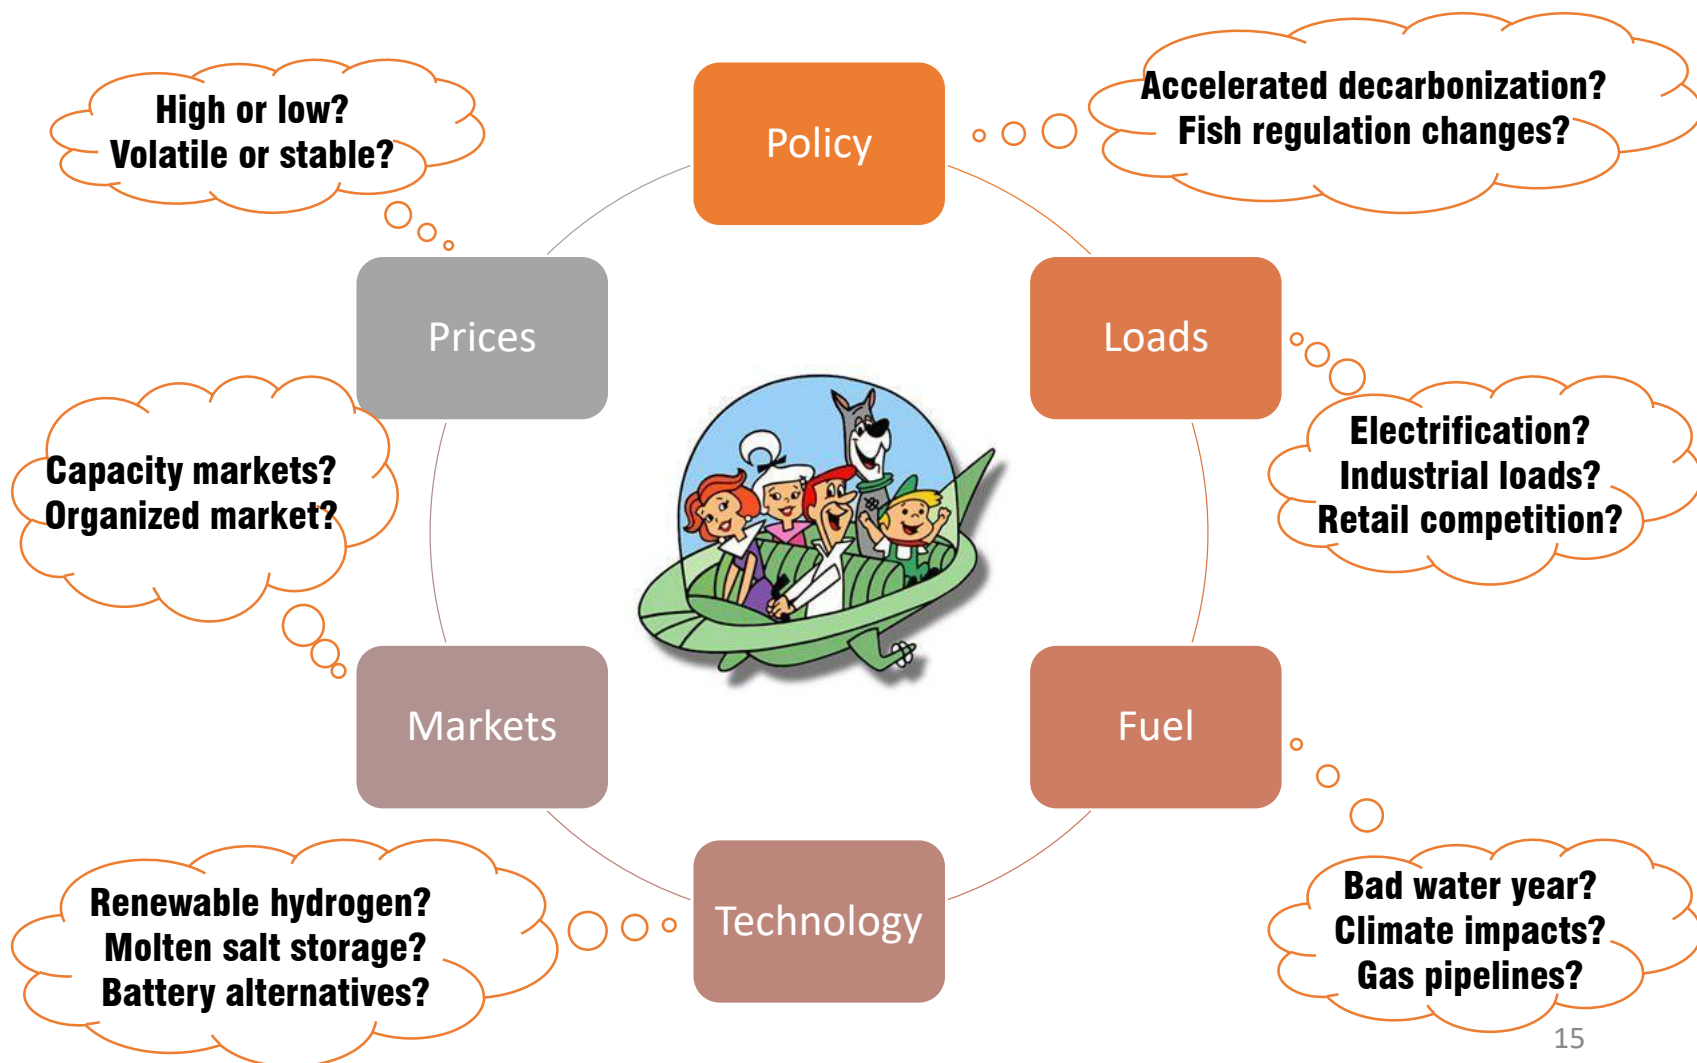 Policy
Accelerated decarbonization?
Fish regulation changes?
Loads
Electrification?
Industrial loads?
Retail competition?
Fuel
Bad water year?
Climate impacts?
Gas pipelines?
Technology
Renewable hydrogen?
Molten salt storage?
Battery alternatives?
Markets
Capacity markets?
Organized market?
Prices
High or low?
Volatile or stable?
15